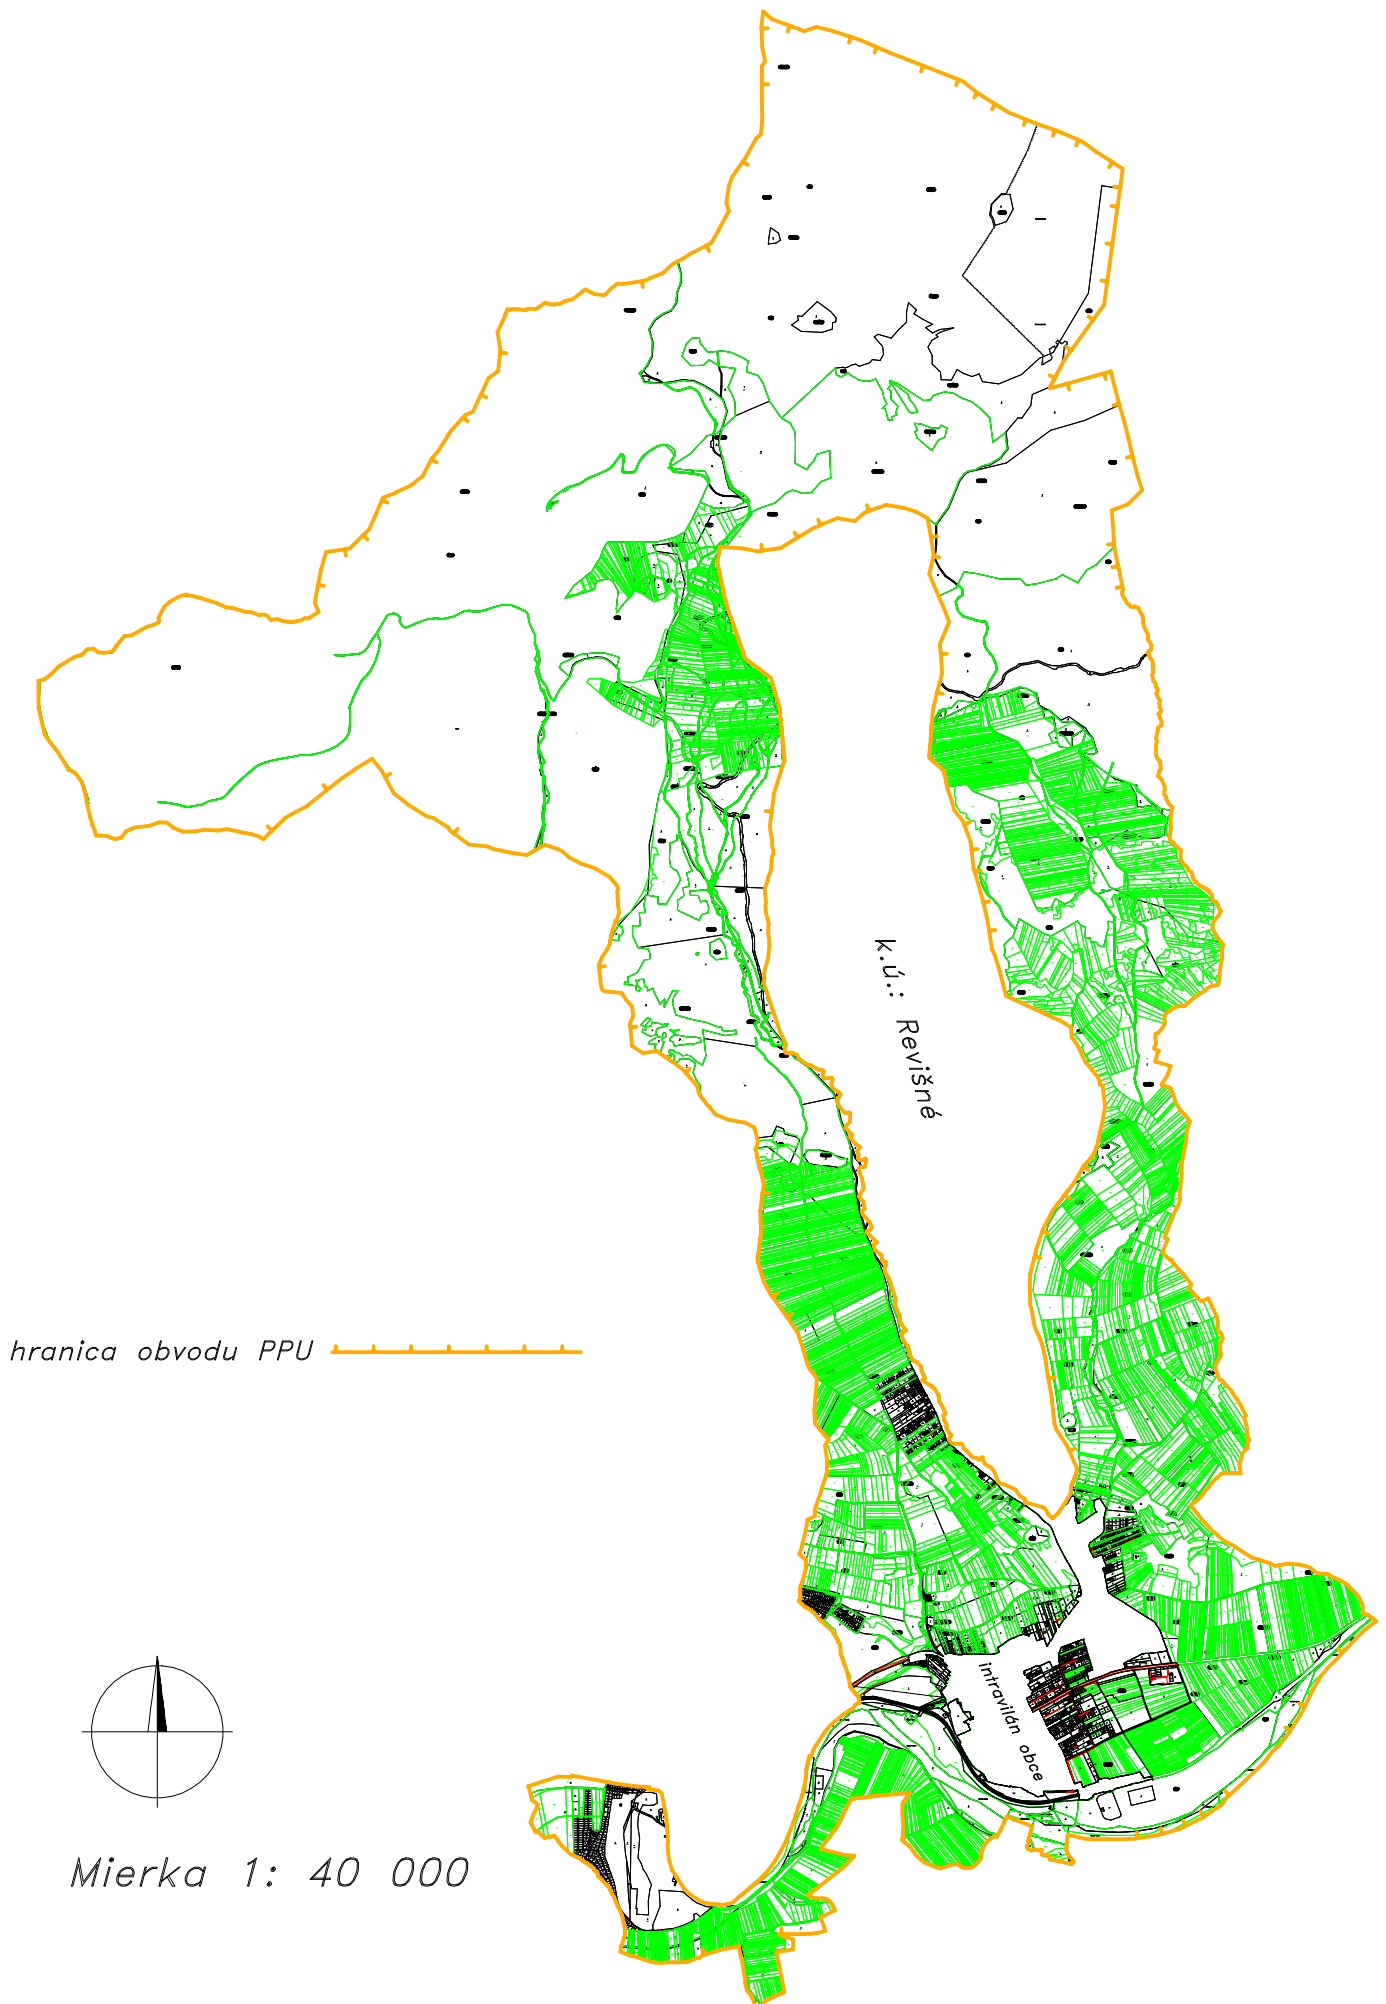 k.ú.: Revišné
hranica obvodu PPU
intravilán obce
Mierka 1: 40 000